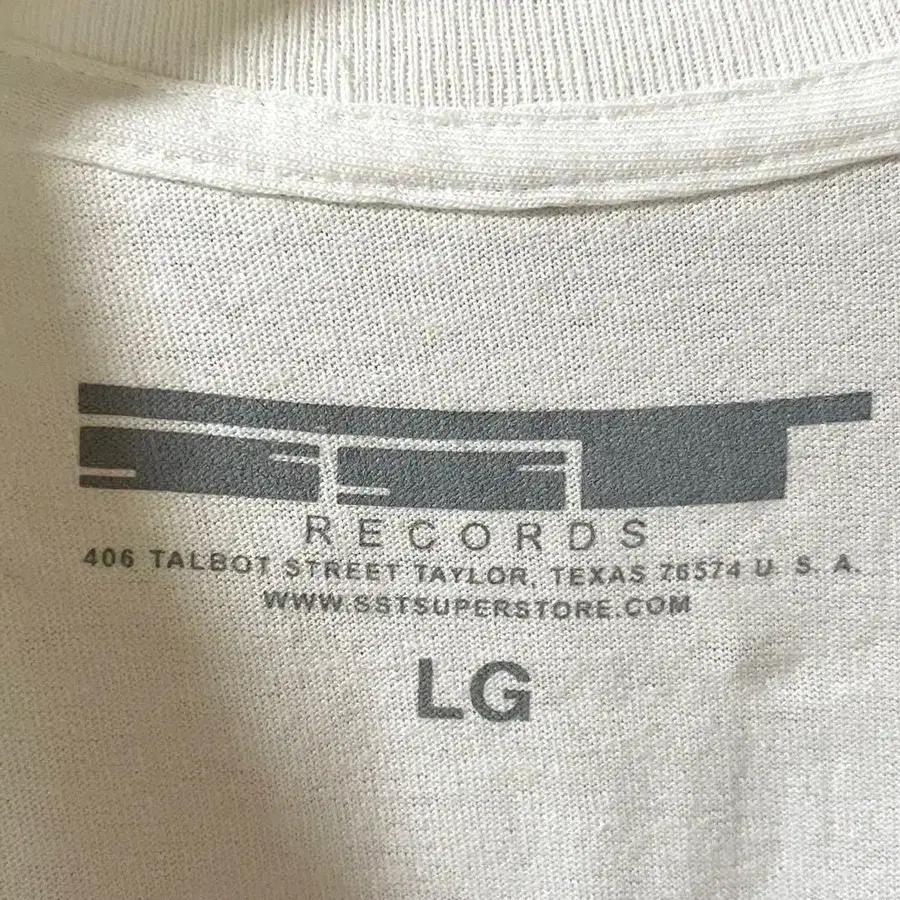 SST
RECORDS
406 TALBOT STREET TAYLOR, TEXAS 76574 U. S. A.
WWW.SSTSUPERSTORE.COM
LG